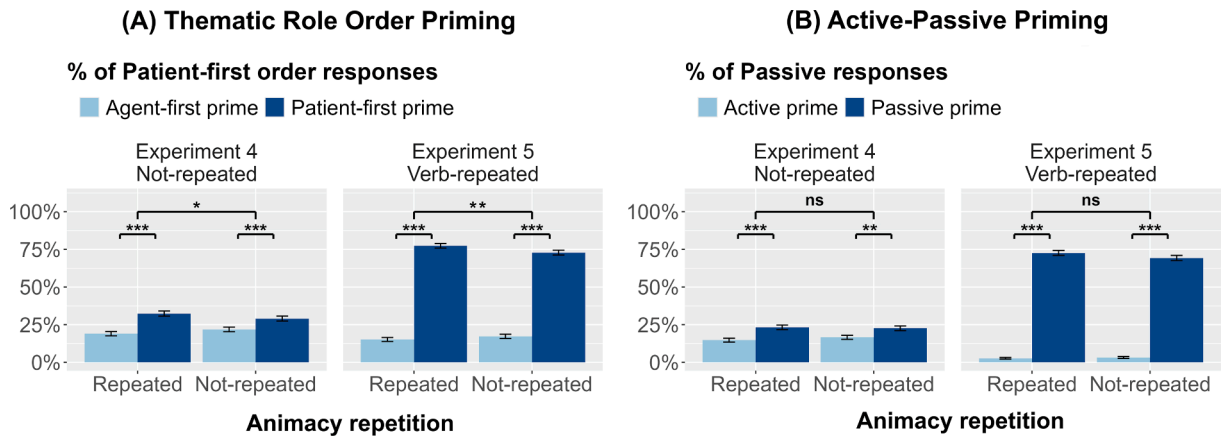 (A) Thematic Role Order Priming
% of Patient-first order responses
Agent-first prime Patient-first prime
Experiment 4
Not-repeated
Experiment 5
Verb-repeated
100%
75%
50%
25%
0%
*
***
***
**
***
***
Repeated Not-repeated Repeated Not-repeated
Animacy repetition
(B) Active-Passive Priming
% of Passive responses
Active prime Passive prime
Experiment 4
Not-repeated
Experiment 5
Verb-repeated
100%
75%
50%
25%
0%
ns
***
**
ns
***
***
Repeated Not-repeated Repeated Not-repeated
Animacy repetition